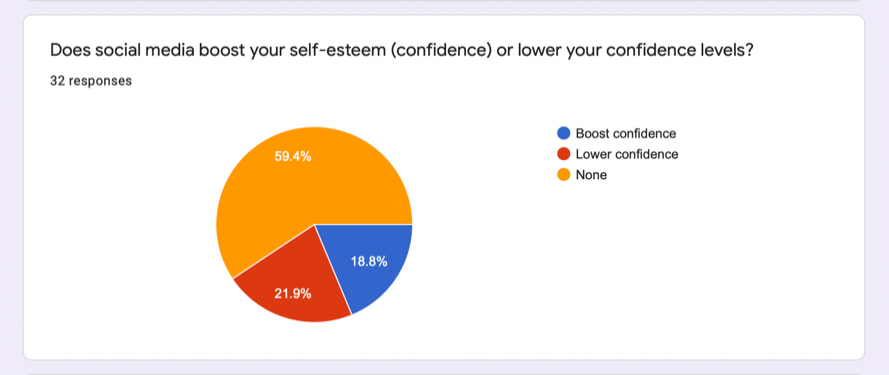 Does social media boost your self-esteem (confidence) or lower your confidence levels?
32 responses
59.4%
18.8%
21.9%
Boost confidence
Lower confidence
None